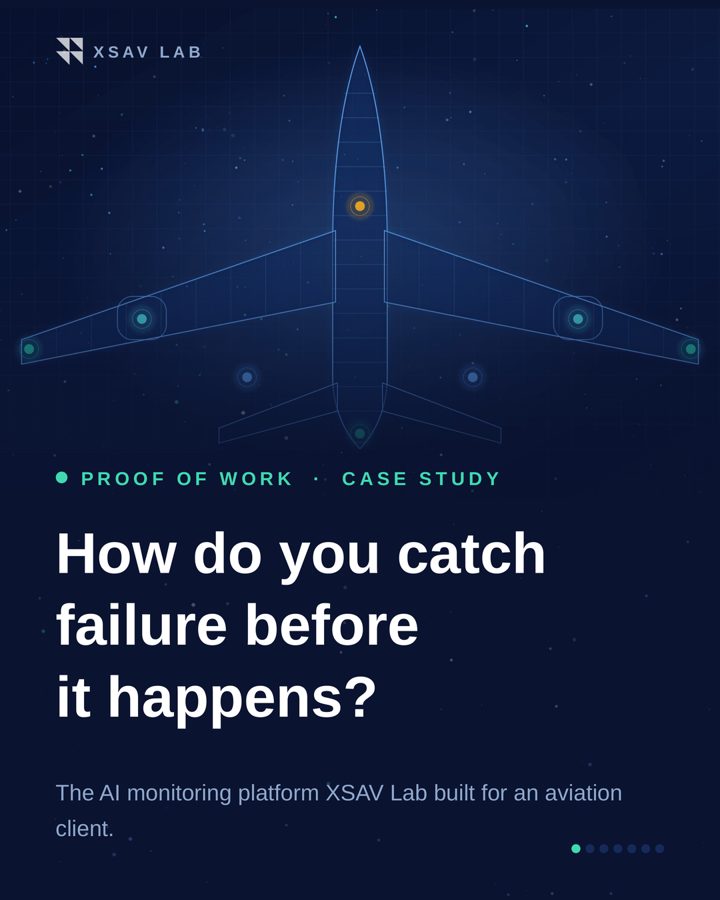 XSAV LAB
PROOF OF WORK · CASE STUDY
How do you catch
failure before
it happens?
The AI monitoring platform XSAV Lab built for an aviation
client.